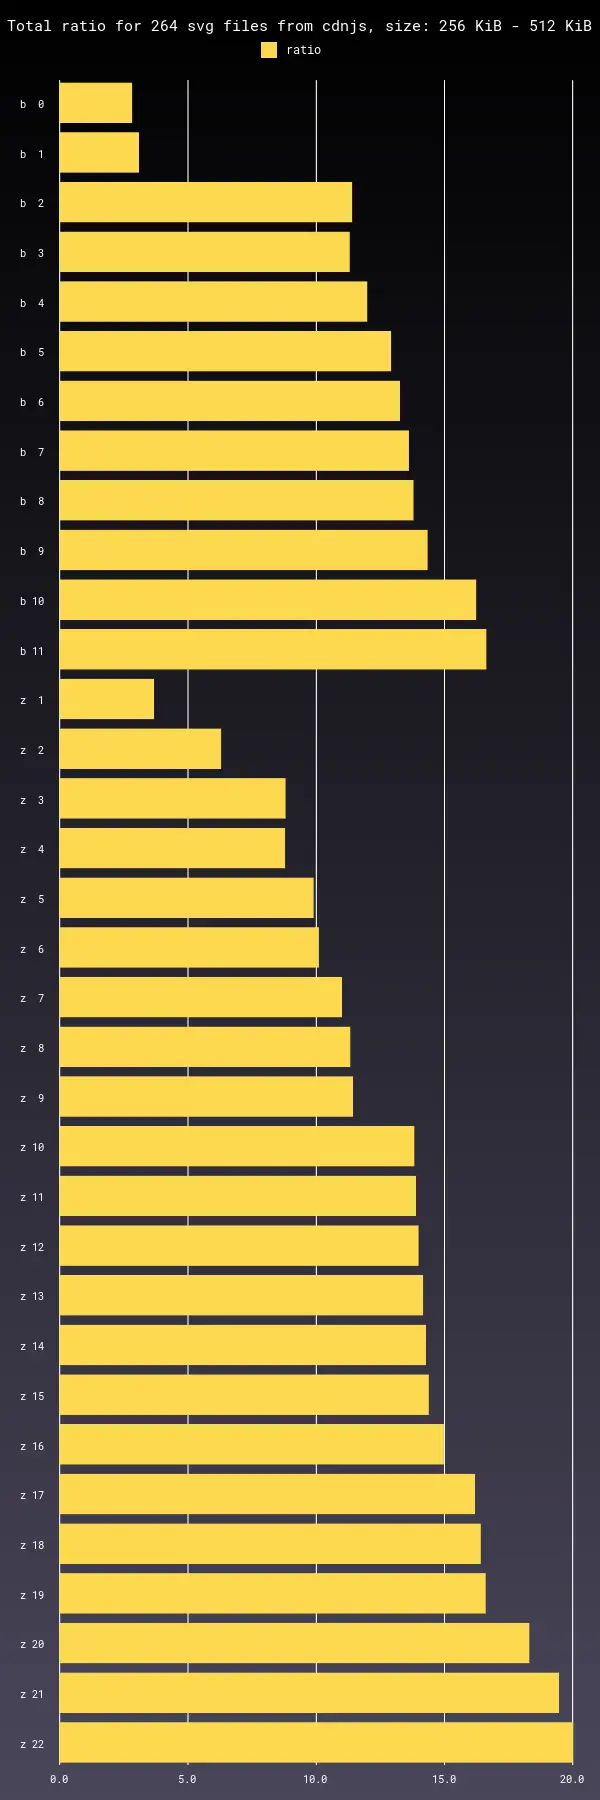 Total ratio for 264 svg files from cdnjs, size: 256 KiB - 512 KiB
ratio
b 0
b 1
b 2
b 3
b 4
b 5
b 6
b 7
b 8
b 9
b 10
b 11
z 1
z 2
z 3
z 4
z 5
z 6
z 7
z 8
z 9
z 10
z 11
z 12
z 13
z 14
z 15
z 16
z 17
z 18
z 19
z 20
z 21
z 22
0.0 5.0 10.0 15.0 20.0